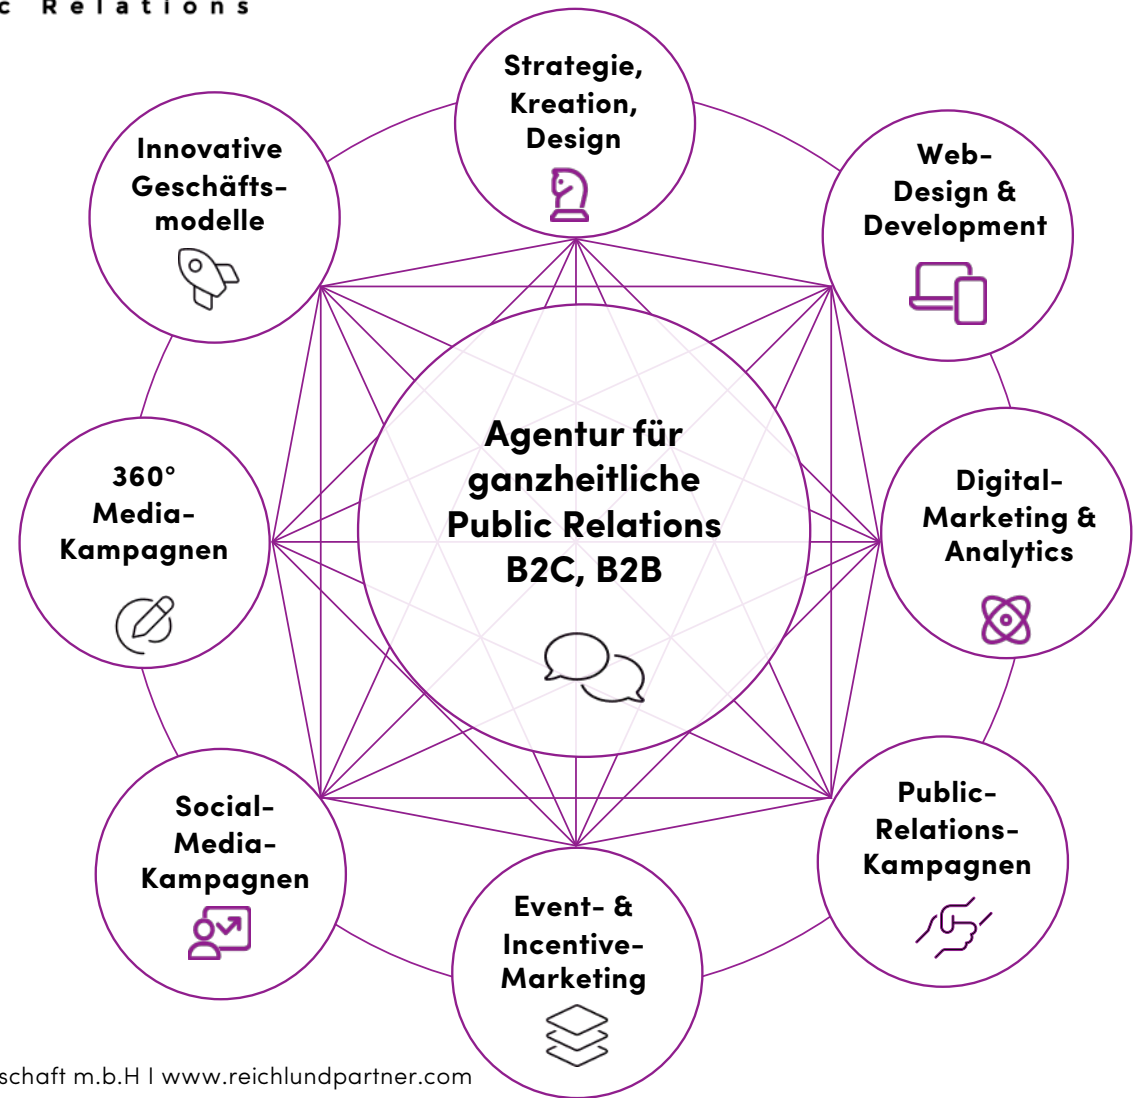 c Relations
Strategie,
Kreation,
Design
Innovative
Geschäfts-
modelle
Web-
Design &
Development
360°
Media-
Kampagnen
Agentur für
ganzheitliche
Public Relations
B2C, B2B
Digital-
Marketing &
Analytics
Social-
Media-
Kampagnen
Public-
Relations-
Kampagnen
Event- &
Incentive-
Marketing
schaft m.b.H I www.reichlundpartner.com